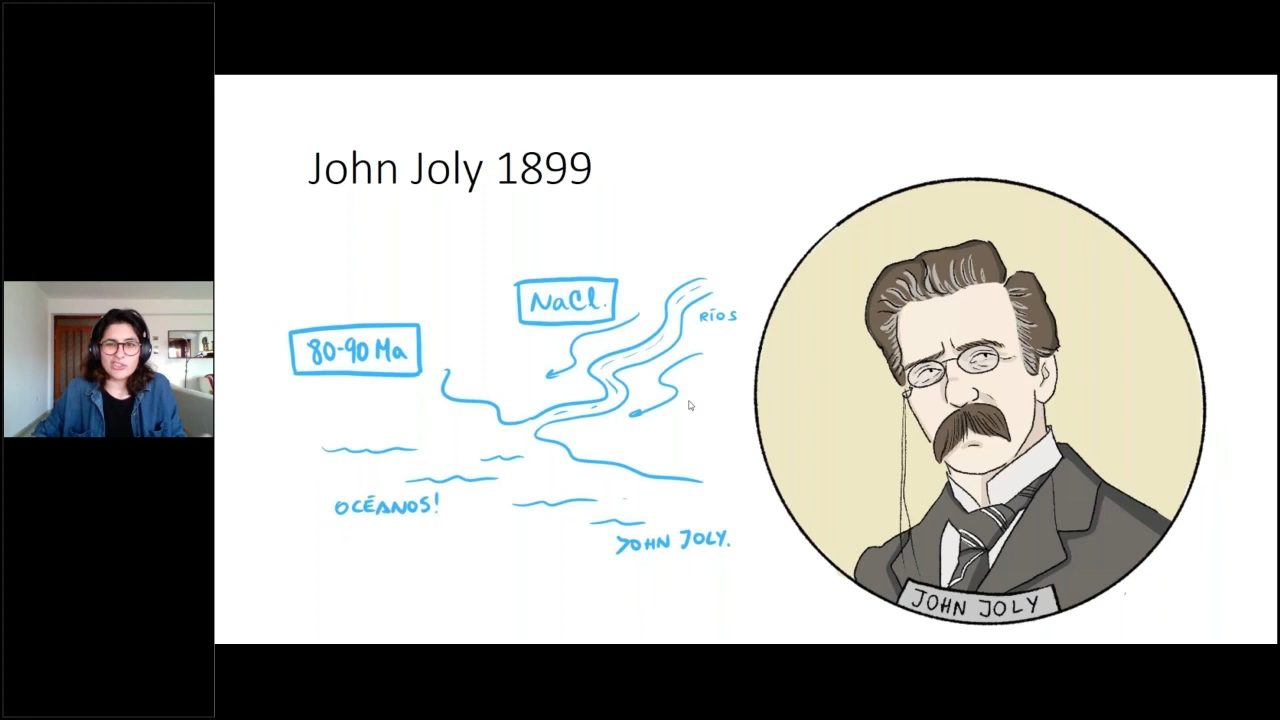 John Joly 1899
NaCl.
RÍOS
80-90 Ma
OCÉANOS!
JOHN JOLY.
JOHN JOLY